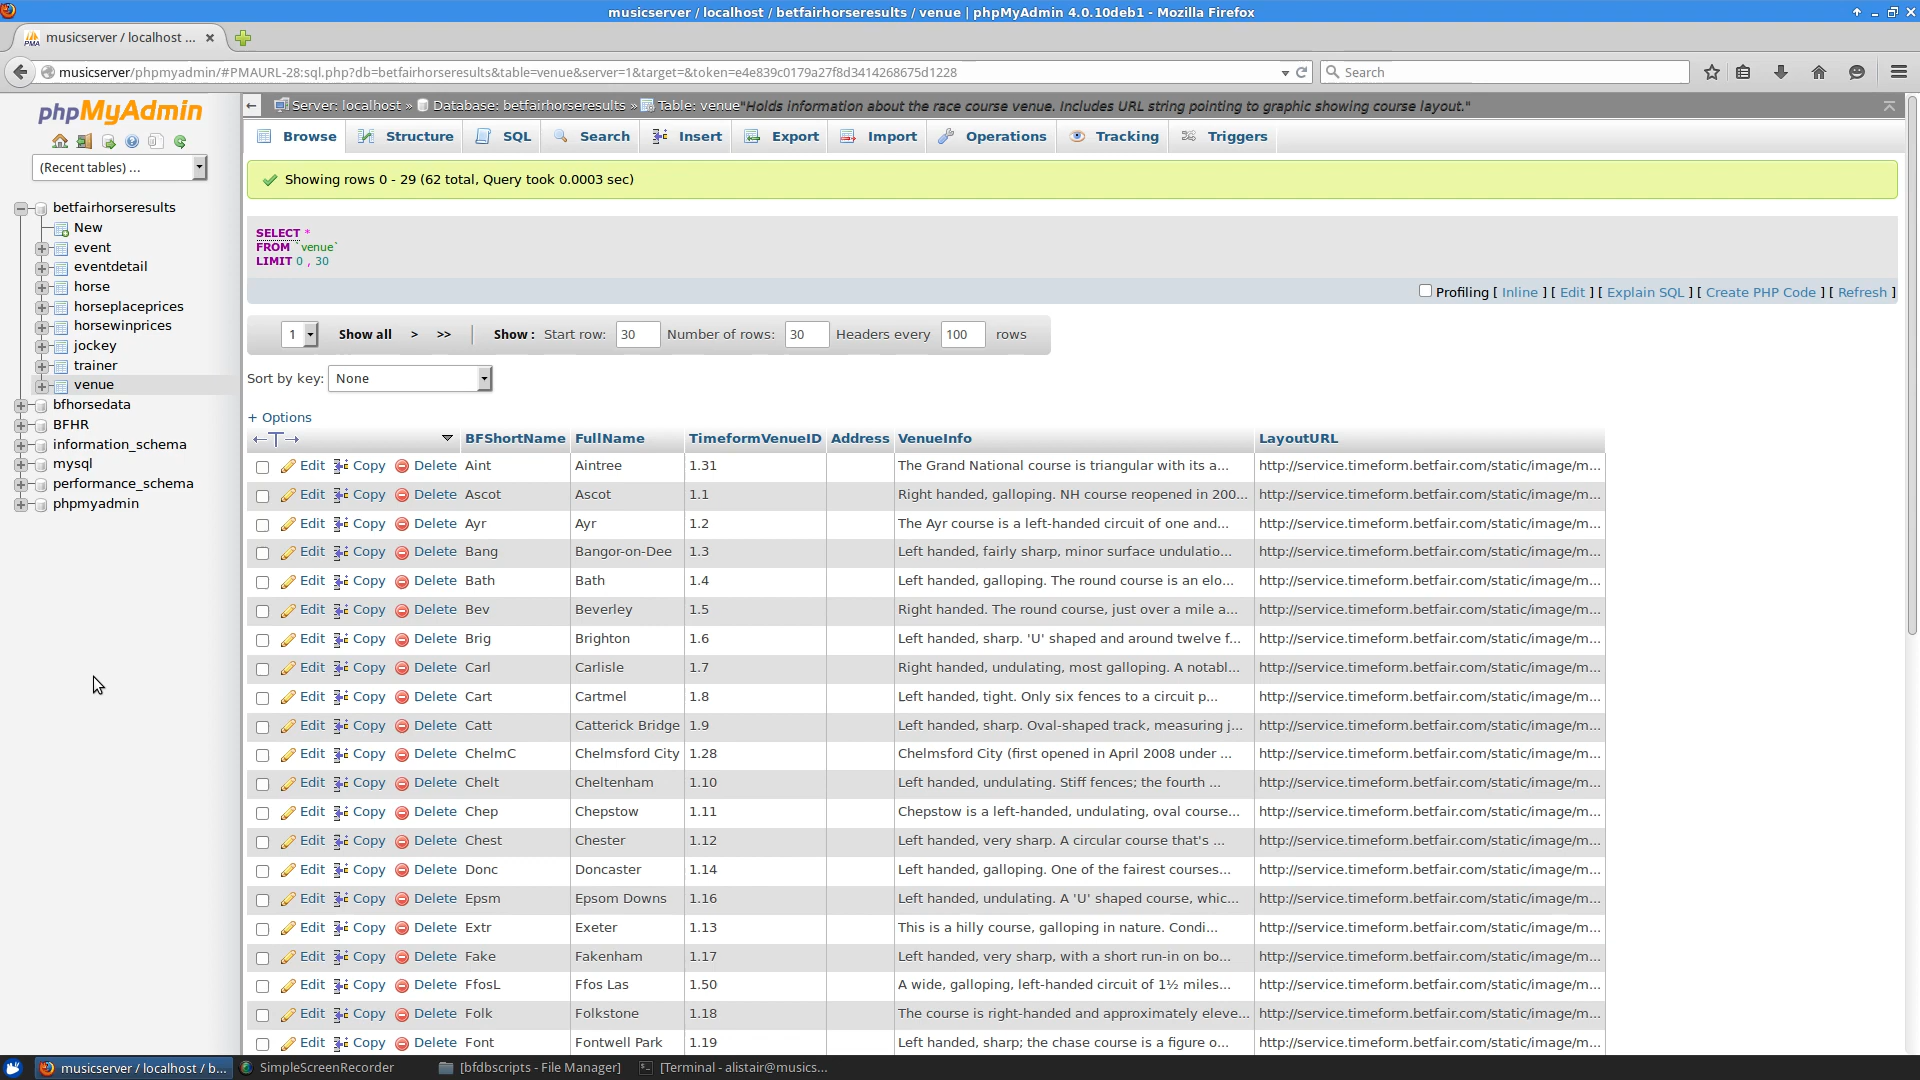 musicserver / localhost / betfairhorseresults / venue | phpMyAdmin 4.0.10deb1 - Mozilla Firefox
musicserver / localhost ...
musicserver/phpmyadmin/#PMAURL-28:sql.php?db=betfairhorseresults&table=venue&server=1&target=&token=e4e839c0179a27f8d3414268675d1228
Search
phpMyAdmin
(Recent tables) ...
betfairhorseresults
New
event
eventdetail
horse
horseplaceprices
horsewinprices
jockey
trainer
venue
bfhorsedata
BFHR
information_schema
mysql
performance_schema
phpmyadmin
Server: localhost » Database: betfairhorseresults » Table: venue "Holds information about the race course venue. Includes URL string pointing to graphic showing course layout."
Browse Structure SQL Search Insert Export Import Operations Tracking Triggers
Showing rows 0 - 29 (62 total, Query took 0.0003 sec)
SELECT *
FROM `venue`
LIMIT 0 , 30
Profiling [ Inline ] [ Edit ] [ Explain SQL ] [ Create PHP Code ] [ Refresh ]
1 Show all > >> | Show : Start row: 30 Number of rows: 30 Headers every 100 rows
Sort by key: None
+ Options
BFShortName FullName TimeformVenueID Address VenueInfo LayoutURL
Edit Copy Delete Aint Aintree 1.31 The Grand National course is triangular with its a... http://service.timeform.betfair.com/static/image/m...
Edit Copy Delete Ascot Ascot 1.1 Right handed, galloping. NH course reopened in 200... http://service.timeform.betfair.com/static/image/m...
Edit Copy Delete Ayr Ayr 1.2 The Ayr course is a left-handed circuit of one and... http://service.timeform.betfair.com/static/image/m...
Edit Copy Delete Bang Bangor-on-Dee 1.3 Left handed, fairly sharp, minor surface undulatio... http://service.timeform.betfair.com/static/image/m...
Edit Copy Delete Bath Bath 1.4 Left handed, galloping. The round course is an elo... http://service.timeform.betfair.com/static/image/m...
Edit Copy Delete Bev Beverley 1.5 Right handed. The round course, just over a mile a... http://service.timeform.betfair.com/static/image/m...
Edit Copy Delete Brig Brighton 1.6 Left handed, sharp. 'U' shaped and around twelve f... http://service.timeform.betfair.com/static/image/m...
Edit Copy Delete Carl Carlisle 1.7 Right handed, undulating, most galloping. A notabl... http://service.timeform.betfair.com/static/image/m...
Edit Copy Delete Cart Cartmel 1.8 Left handed, tight. Only six fences to a circuit p... http://service.timeform.betfair.com/static/image/m...
Edit Copy Delete Catt Catterick Bridge 1.9 Left handed, sharp. Oval-shaped track, measuring j... http://service.timeform.betfair.com/static/image/m...
Edit Copy Delete ChelmC Chelmsford City 1.28 Chelmsford City (first opened in April 2008 under ... http://service.timeform.betfair.com/static/image/m...
Edit Copy Delete Chelt Cheltenham 1.10 Left handed, undulating. Stiff fences; the fourth ... http://service.timeform.betfair.com/static/image/m...
Edit Copy Delete Chep Chepstow 1.11 Chepstow is a left-handed, undulating, oval course... http://service.timeform.betfair.com/static/image/m...
Edit Copy Delete Chest Chester 1.12 Left handed, very sharp. A circular course that's ... http://service.timeform.betfair.com/static/image/m...
Edit Copy Delete Donc Doncaster 1.14 Left handed, galloping. One of the fairest courses... http://service.timeform.betfair.com/static/image/m...
Edit Copy Delete Epsm Epsom Downs 1.16 Left handed, undulating. A 'U' shaped course, whic... http://service.timeform.betfair.com/static/image/m...
Edit Copy Delete Extr Exeter 1.13 This is a hilly course, galloping in nature. Condi... http://service.timeform.betfair.com/static/image/m...
Edit Copy Delete Fake Fakenham 1.17 Left handed, very sharp, with a short run-in on bo... http://service.timeform.betfair.com/static/image/m...
Edit Copy Delete FfosL Ffos Las 1.50 A wide, galloping, left-handed circuit of 1½ miles... http://service.timeform.betfair.com/static/image/m...
Edit Copy Delete Folk Folkstone 1.18 The course is right-handed and approximately eleve... http://service.timeform.betfair.com/static/image/m...
Edit Copy Delete Font Fontwell Park 1.19 Left handed, sharp; the chase course is a figure o... http://service.timeform.betfair.com/static/image/m...
musicserver / localhost / b... SimpleScreenRecorder [bfdbscripts - File Manager] [Terminal - alistair@musics...